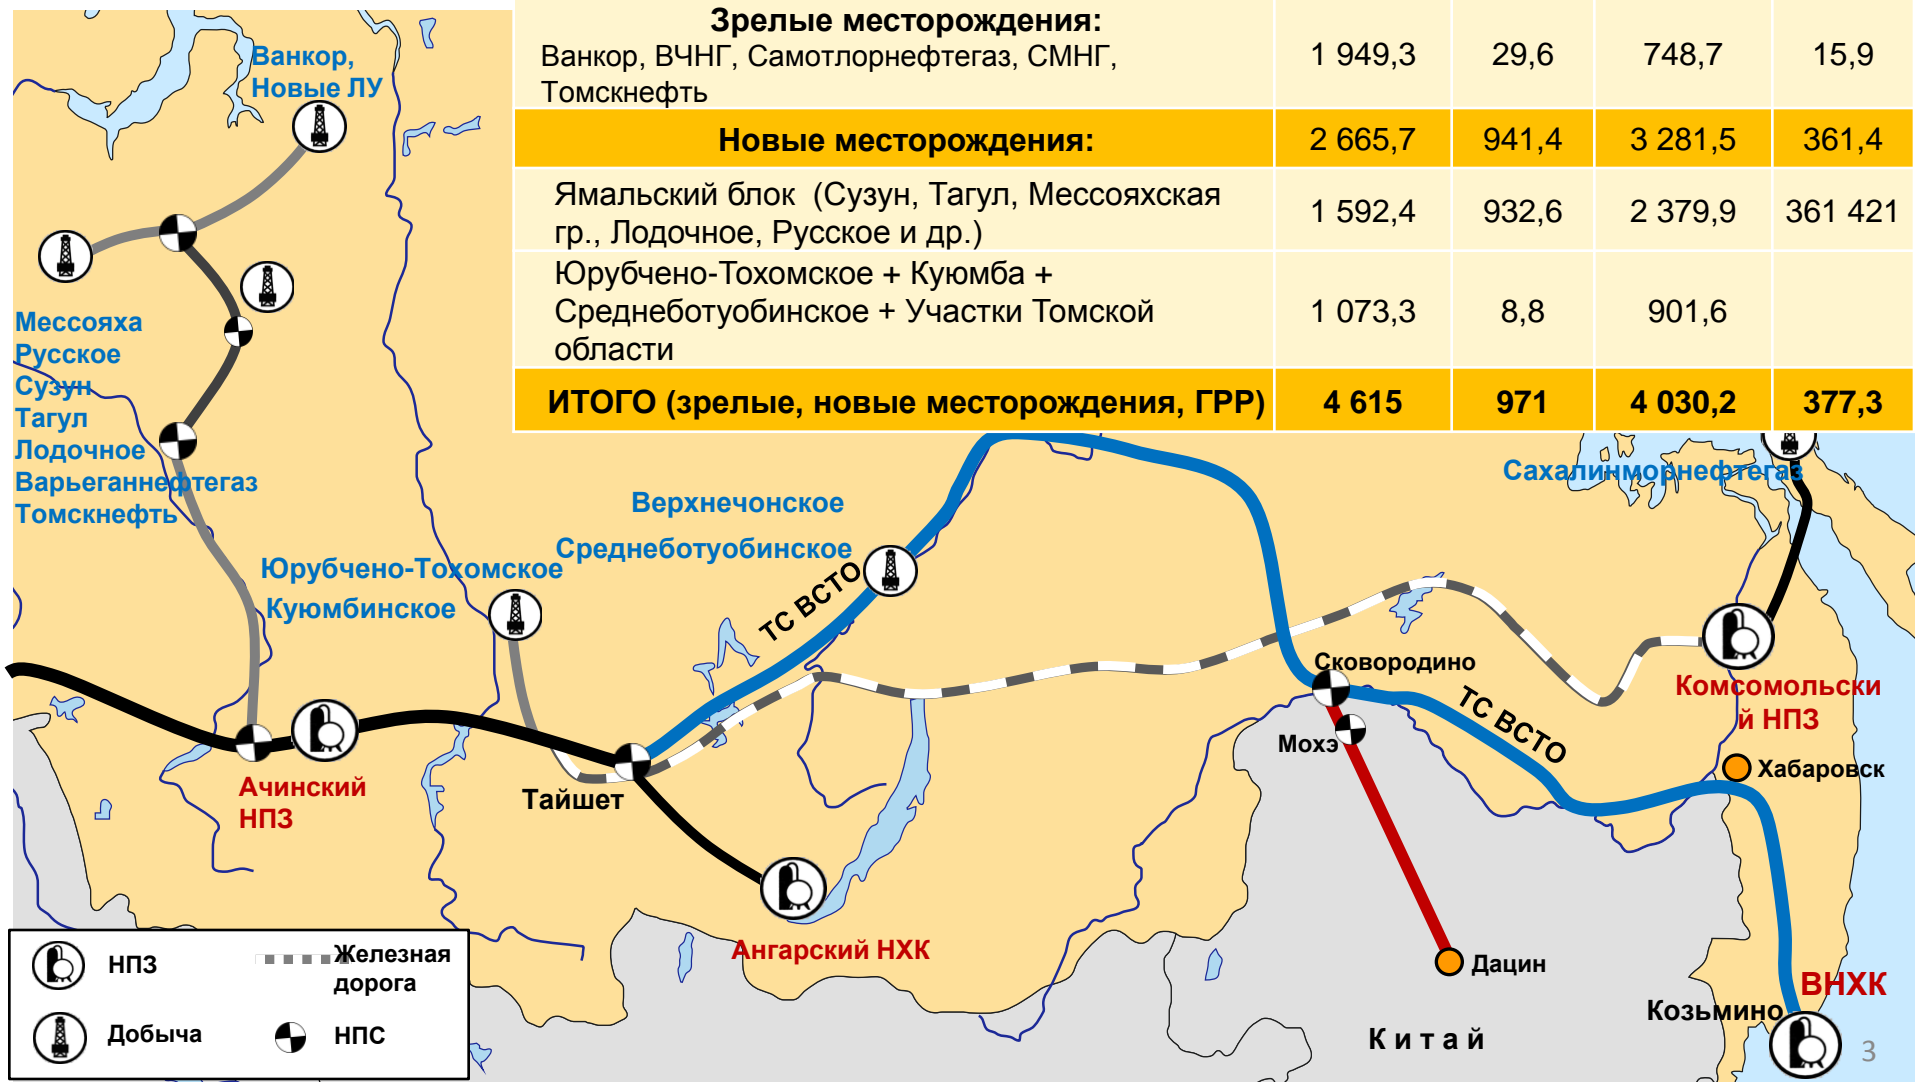 Зрелые месторождения:
Ванкор, ВЧНГ, Самотлорнефтегаз, СМНГ,
Томскнефть
1 949,3 29,6 748,7 15,9
Новые месторождения: 2 665,7 941,4 3 281,5 361,4
Ямальский блок (Сузун, Тагул, Мессояхская
гр., Лодочное, Русское и др.)
1 592,4 932,6 2 379,9 361 421
Юрубчено-Тохомское + Куюмба +
Среднеботуобинское + Участки Томской
области
1 073,3 8,8 901,6
ИТОГО (зрелые, новые месторождения, ГРР) 4 615 971 4 030,2 377,3
Ванкор,
Новые ЛУ
Мессояха
Русское
Сузун
Тагул
Лодочное
Варьеганнефтегаз
Томскнефть
Юрубчено-Тохомское
Куюмбинское
Верхнечонское
Среднеботуобинское
ТС ВСТО
Сахалинморнефтегаз
Сковородино
ТС ВСТО
Мохэ
Комсомольски
й НПЗ
Хабаровск
Ачинский
НПЗ
Тайшет
Ангарский НХК
Дацин
ВНХК
Козьмино
Китай
НПЗ
Железная
дорога
Добыча
НПС
3